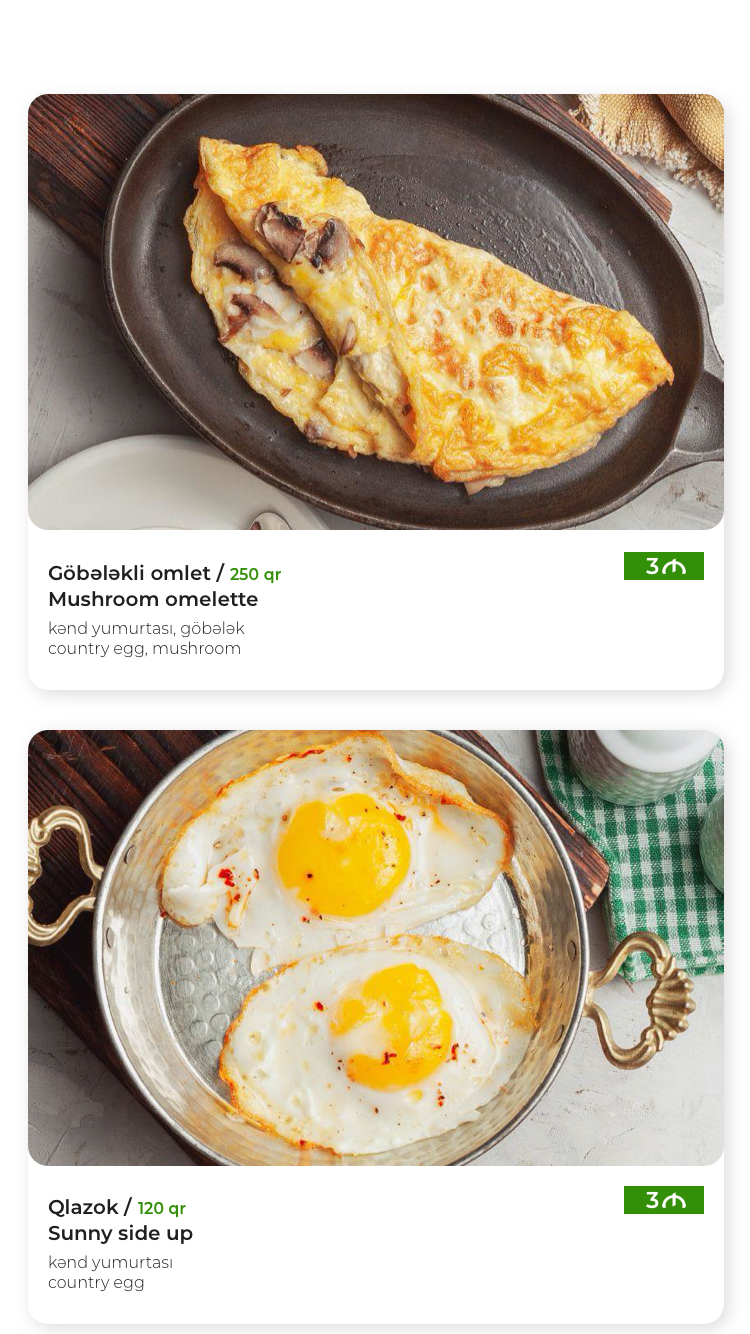 Göbələkli omlet / 250 qr
3₼
Mushroom omelette
kənd yumurtası, göbələk
country egg, mushroom
Qlazok / 120 qr
3₼
Sunny side up
kənd yumurtası
country egg